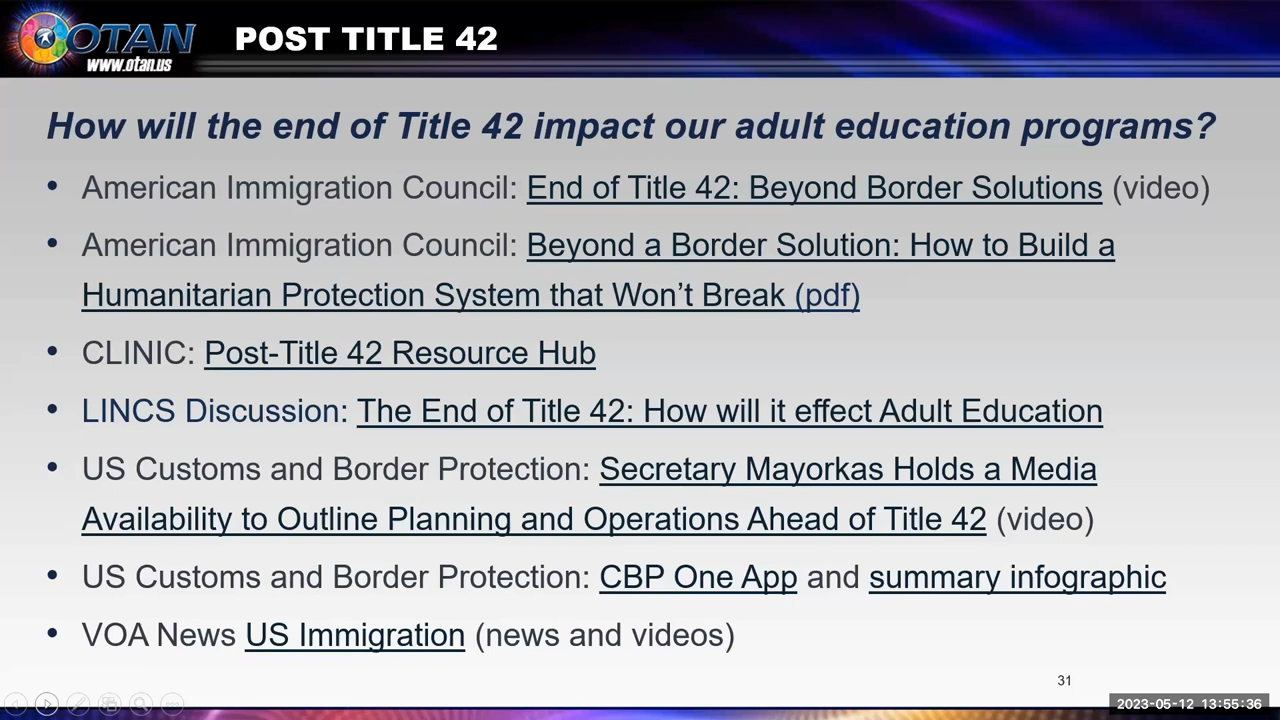 OTAN
www.otan.us
POST TITLE 42
How will the end of Title 42 impact our adult education programs?
• American Immigration Council: End of Title 42: Beyond Border Solutions (video)
• American Immigration Council: Beyond a Border Solution: How to Build a
Humanitarian Protection System that Won't Break (pdf)
• CLINIC: Post-Title 42 Resource Hub
• LINCS Discussion: The End of Title 42: How will it effect Adult Education
• US Customs and Border Protection: Secretary Mayorkas Holds a Media
Availability to Outline Planning and Operations Ahead of Title 42 (video)
• US Customs and Border Protection: CBP One App and summary infographic
• VOA News US Immigration (news and videos)
31
2023-05-12 13:55:36